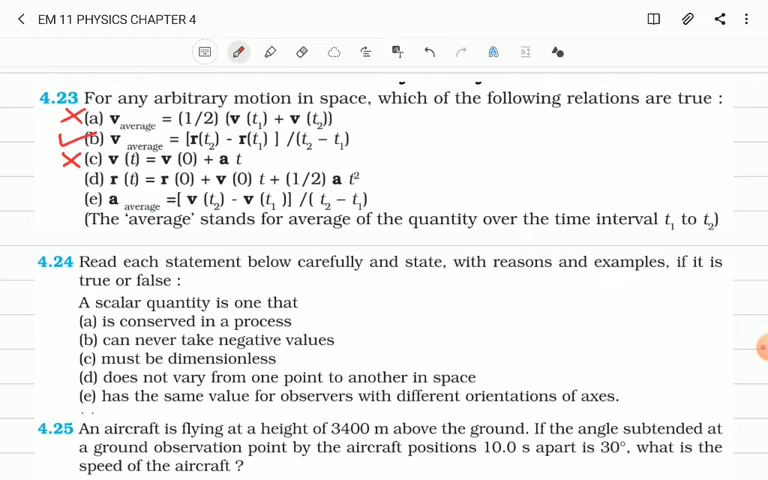 EM 11 PHYSICS CHAPTER 4
4.23 For any arbitrary motion in space, which of the following relations are true :
(a) v average = (1/2) (v (t₁) + v (t₂))
(b) v average = [r(t₂) - r(t₁) ] /(t₂ – t₁)
(c) v (t) = v (0) + a t
(d) r (t) = r (0) + v (0) t + (1/2) a t²
(e) a average =[ v (t₂) - v (t₁ )] /( t₂ – t₁)
(The ‘average’ stands for average of the quantity over the time interval t₁ to t₂)
4.24 Read each statement below carefully and state, with reasons and examples, if it is
true or false :
A scalar quantity is one that
(a) is conserved in a process
(b) can never take negative values
(c) must be dimensionless
(d) does not vary from one point to another in space
(e) has the same value for observers with different orientations of axes.
4.25 An aircraft is flying at a height of 3400 m above the ground. If the angle subtended at
a ground observation point by the aircraft positions 10.0 s apart is 30°, what is the
speed of the aircraft ?